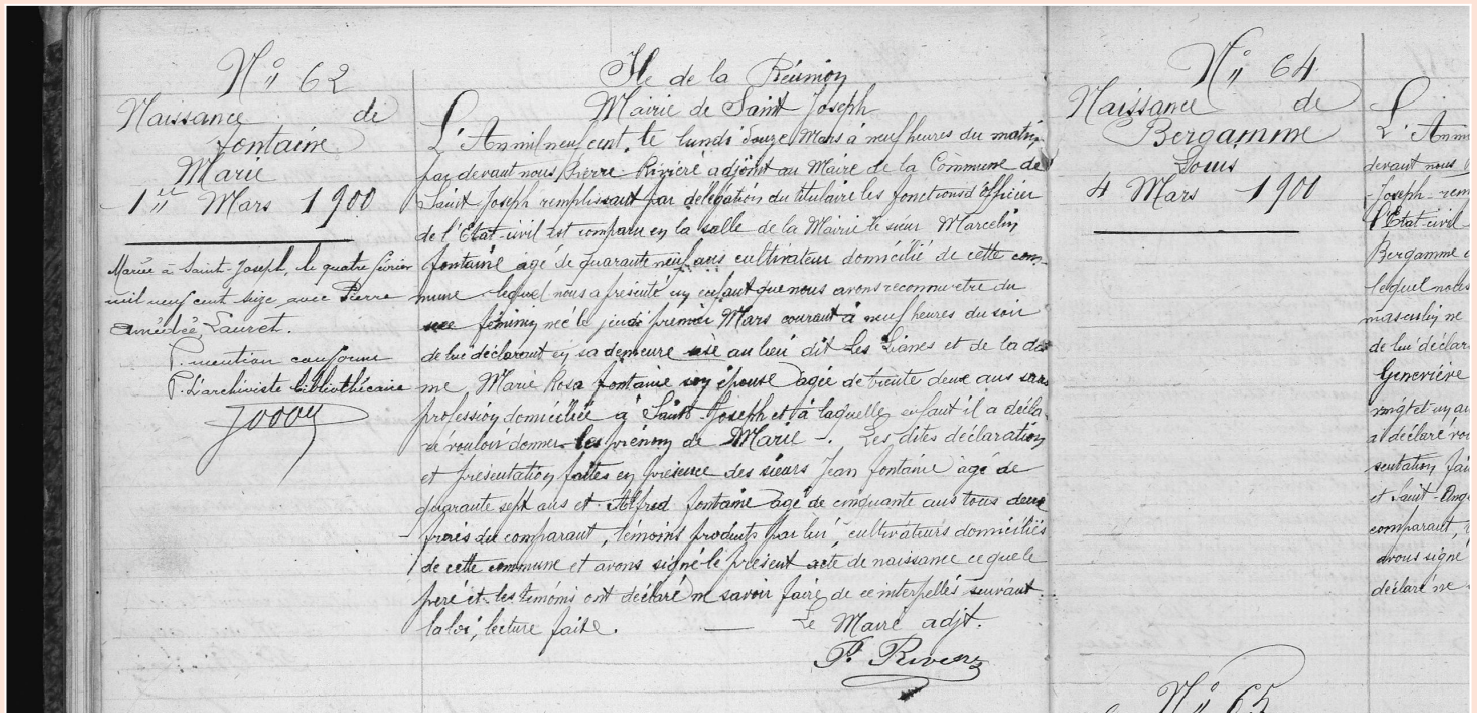 N° 62
Naissance de
fontaine
Marie
1er Mars 1900
Mariée à Saint-Joseph, le quatre février
mil neuf cent seize avec Pierre
Amédée Lauret.
P. mention conforme
P. L'archiviste bibliothécaire
Ile de la Réunion
Mairie de Saint Joseph
L'An mil neuf cent, le lundi douze Mars à neuf heures du matin,
par devant nous Pierre Rivière adjoint au Maire de la Commune de
Saint Joseph remplissant par délégation du titulaire les fonctions d'officier
de l'Etat-civil est comparu en la salle de la Mairie le sieur Marcelin
fontaine âgé de quarante neuf ans cultivateur domicilié de cette com-
mune lequel nous a présenté un enfant que nous avons reconnu être du
sexe féminin née le jeudi premier Mars courant à neuf heures du soir
de lui déclarant en sa demeure sise au lieu dit les Lianes et de la da
me Marie Rosa fontaine son épouse âgée de trente deux ans sans
profession domiciliée à Saint-Joseph et à laquelle enfant il a décla
ré vouloir donner les prénom de Marie -. Les dites déclaration
et présentation faites en présence des sieurs Jean fontaine âgé de
quarante sept ans et Alfred fontaine âgé de cinquante ans tous deux
frères du comparant, témoins produits par lui, cultivateurs domiciliés
de cette commune et avons signé le présent acte de naissance ce que le
père et les témoins ont déclaré ne savoir faire de ce interpellés suivant
la loi, lecture faite. — Le Maire adjt.
P. Riviere
N° 64
Naissance de
Bergamme
Louis
4 Mars 1900
L'An m
devant nous
Joseph rem
l'Etat-civil
Bergamme
lequel nous
masculin né
de lui déclar
Geneviève
vingt et un an
a déclaré vou
sentation fai
et Saint-Ang
comparant,
avons signé
déclaré ne
N° 65